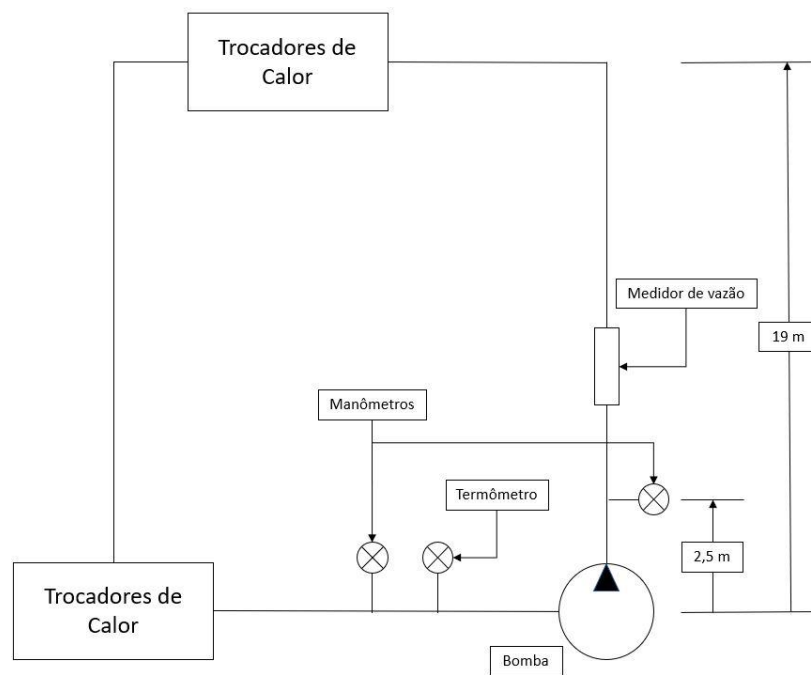 Trocadores de
Calor
Medidor de vazão
19 m
Manômetros
Termômetro
2,5 m
Trocadores de
Calor
Bomba